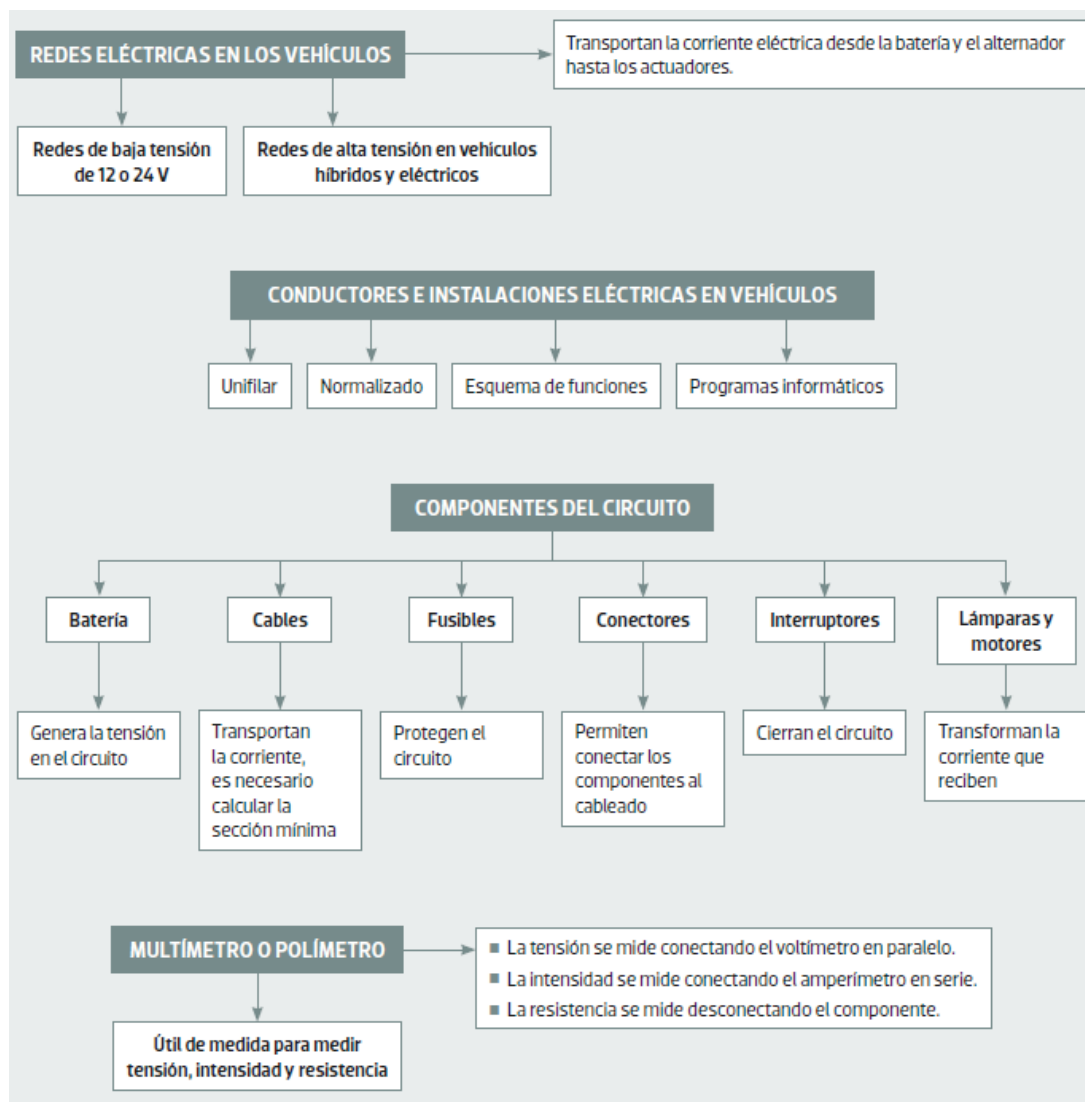 REDES ELÉCTRICAS EN LOS VEHÍCULOS
Transportan la corriente eléctrica desde la batería y el alternador
hasta los actuadores.
Redes de baja tensión
de 12 o 24 V
Redes de alta tensión en vehículos
híbridos y eléctricos
CONDUCTORES E INSTALACIONES ELÉCTRICAS EN VEHÍCULOS
Unifilar
Normalizado
Esquema de funciones
Programas informáticos
COMPONENTES DEL CIRCUITO
Batería
Cables
Fusibles
Conectores
Interruptores
Lámparas y
motores
Genera la tensión
en el circuito
Transportan
la corriente,
es necesario
calcular la
sección mínima
Protegen el
circuito
Permiten
conectar los
componentes al
cableado
Cierran el circuito
Transforman la
corriente que
reciben
MULTÍMETRO O POLÍMETRO
■ La tensión se mide conectando el voltímetro en paralelo.
■ La intensidad se mide conectando el amperímetro en serie.
■ La resistencia se mide desconectando el componente.
Útil de medida para medir
tensión, intensidad y resistencia